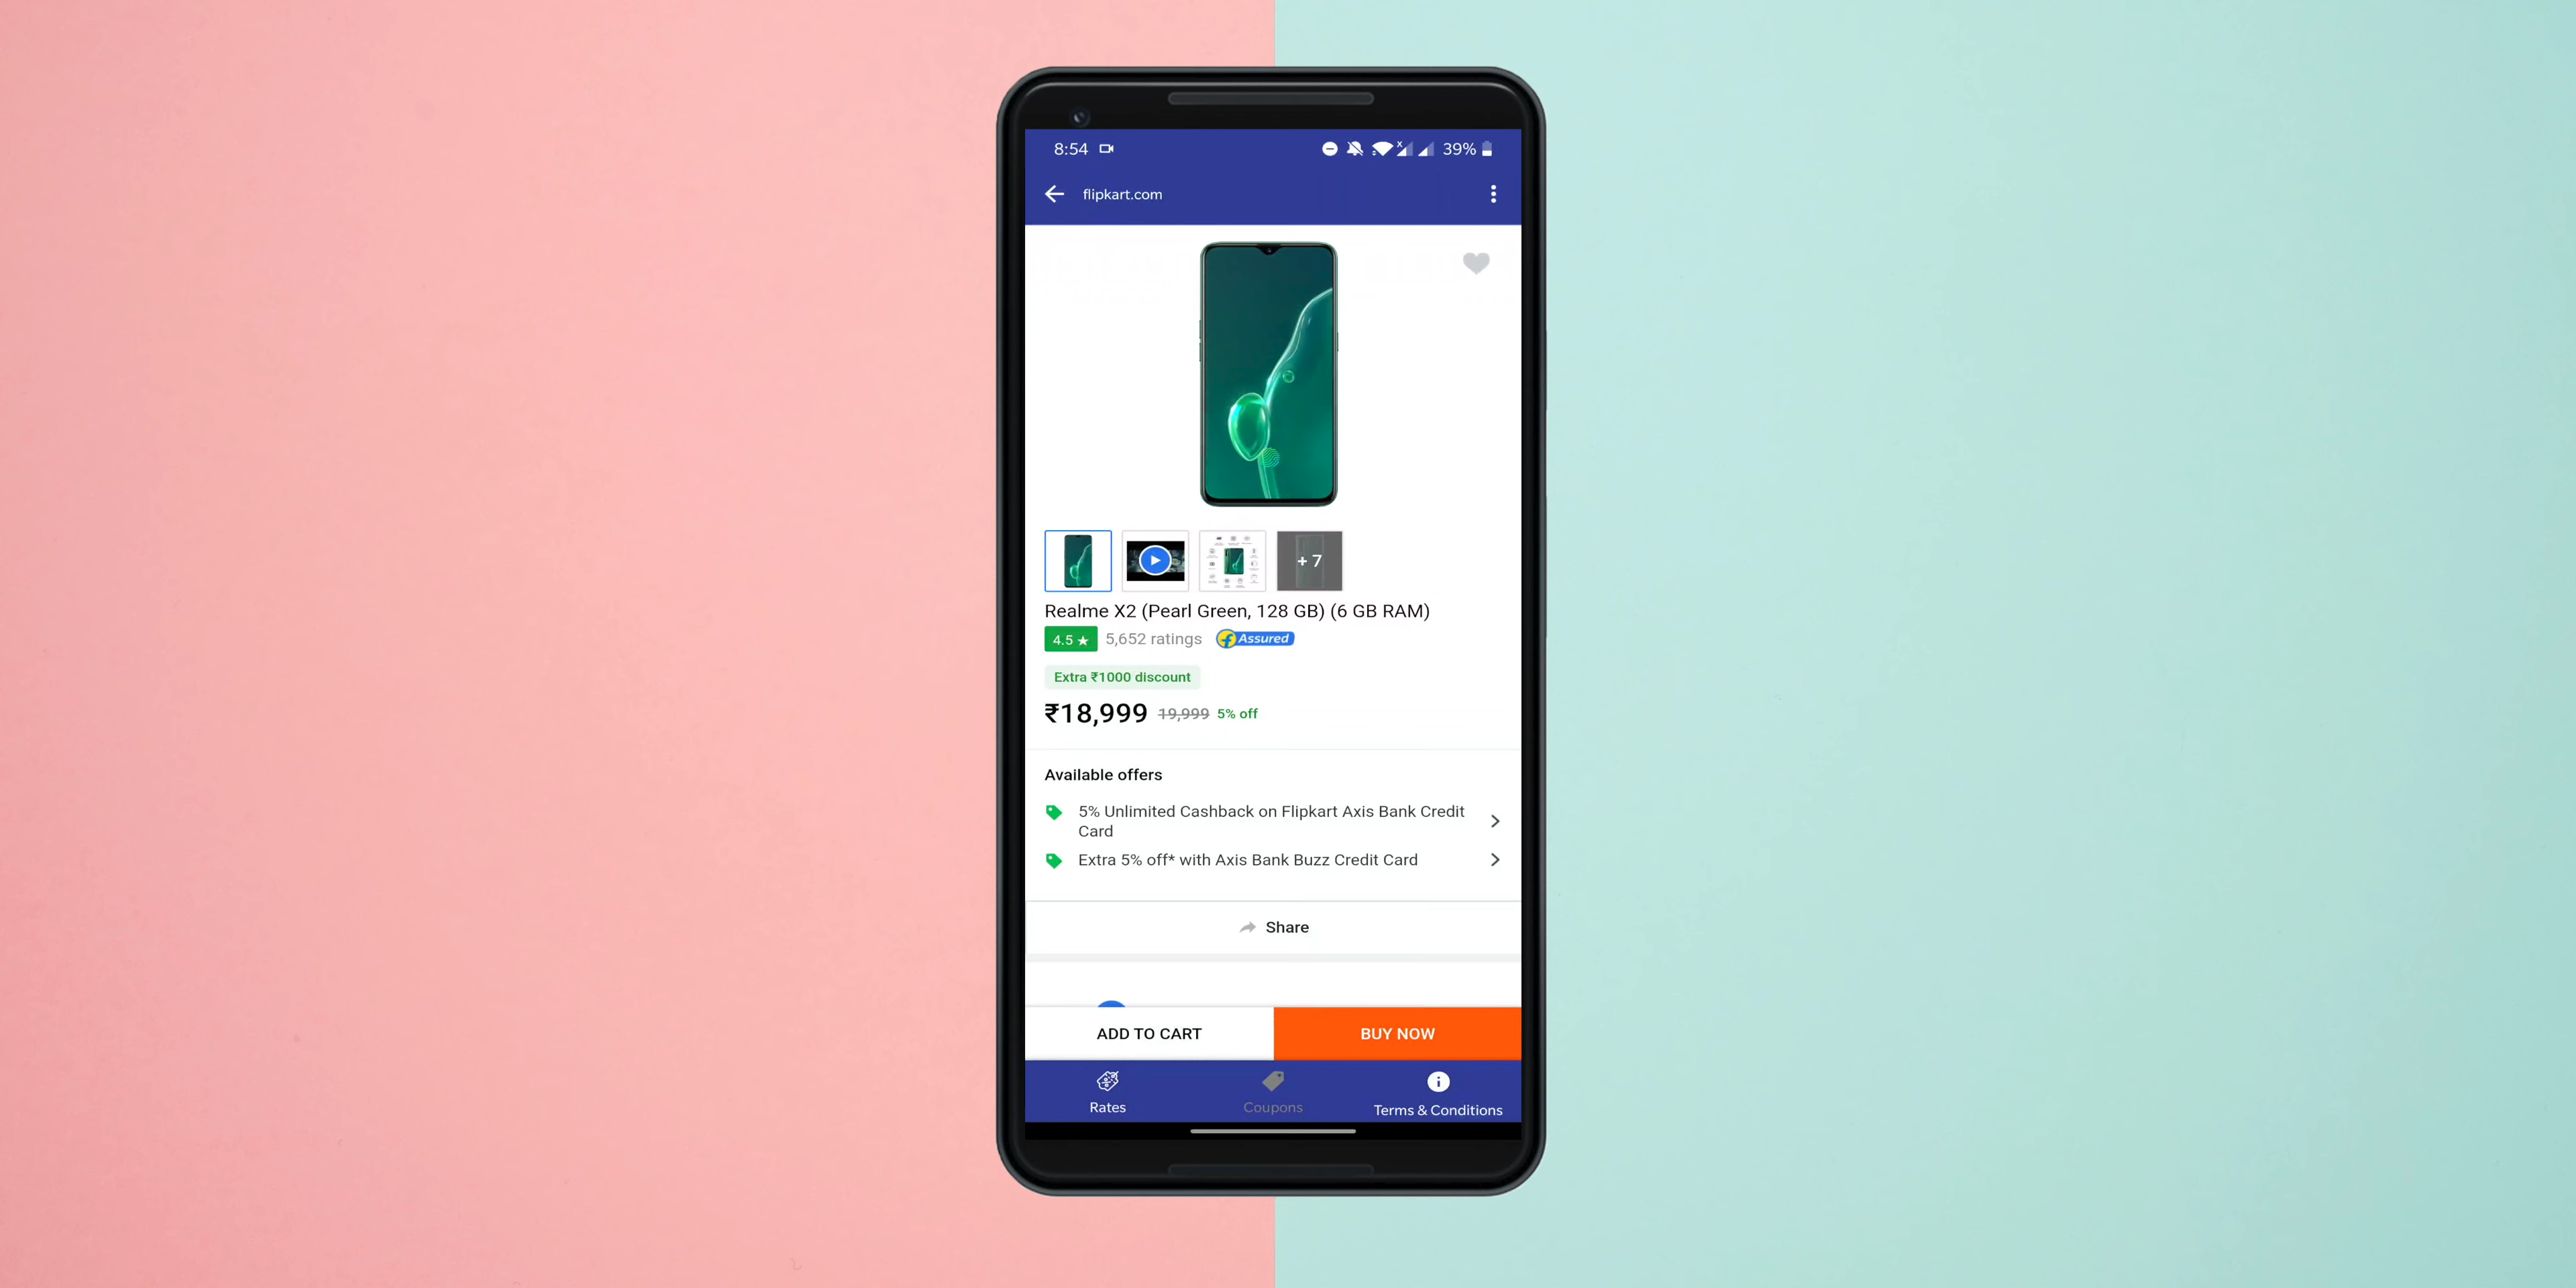 8:54
39%
flipkart.com
+ 7
Realme X2 (Pearl Green, 128 GB) (6 GB RAM)
4.5 ★ 5,652 ratings f Assured
Extra ₹1000 discount
₹18,999 19,999 5% off
Available offers
5% Unlimited Cashback on Flipkart Axis Bank Credit
Card
Extra 5% off* with Axis Bank Buzz Credit Card
Share
ADD TO CART
BUY NOW
Rates
Coupons
Terms & Conditions